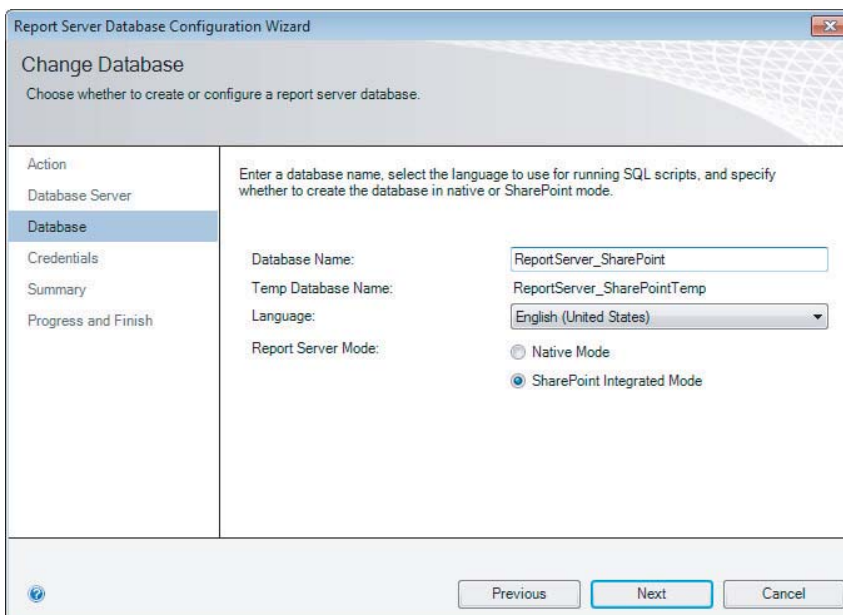 Report Server Database Configuration Wizard
Change Database
Choose whether to create or configure a report server database.
Action
Database Server
Database
Credentials
Summary
Progress and Finish
Enter a database name, select the language to use for running SQL scripts, and specify
whether to create the database in native or SharePoint mode.
Database Name: ReportServer_SharePoint
Temp Database Name: ReportServer_SharePointTemp
Language: English (United States)
Report Server Mode: Native Mode
SharePoint Integrated Mode
Previous Next Cancel